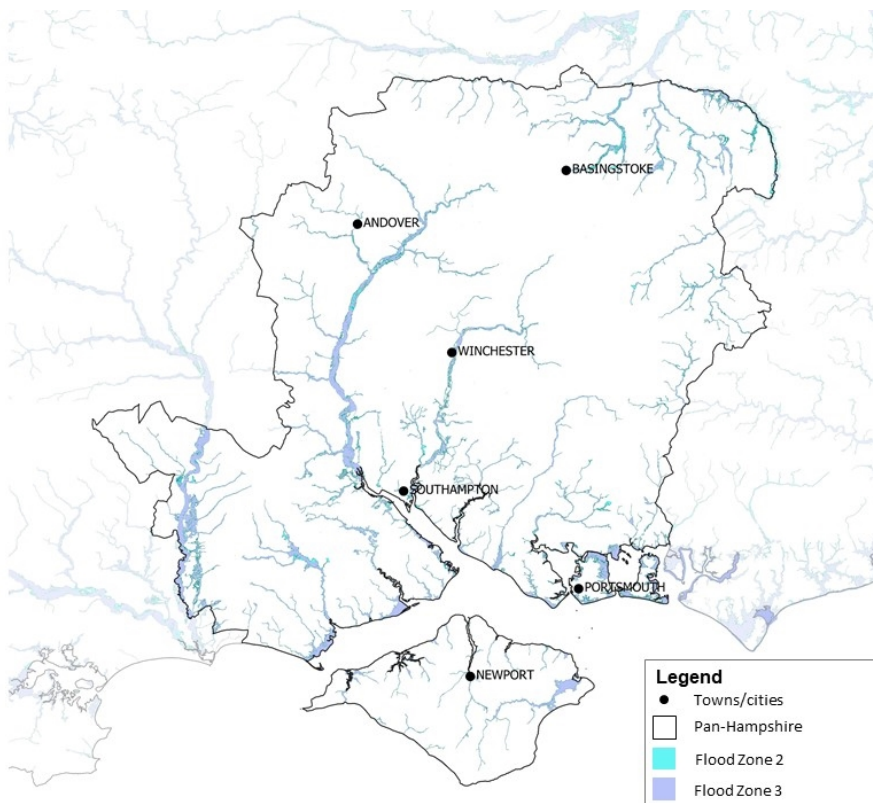 BASINGSTOKE
ANDOVER
WINCHESTER
SOUTHAMPTON
PORTSMOUTH
NEWPORT
Legend
Towns/cities
Pan-Hampshire
Flood Zone 2
Flood Zone 3